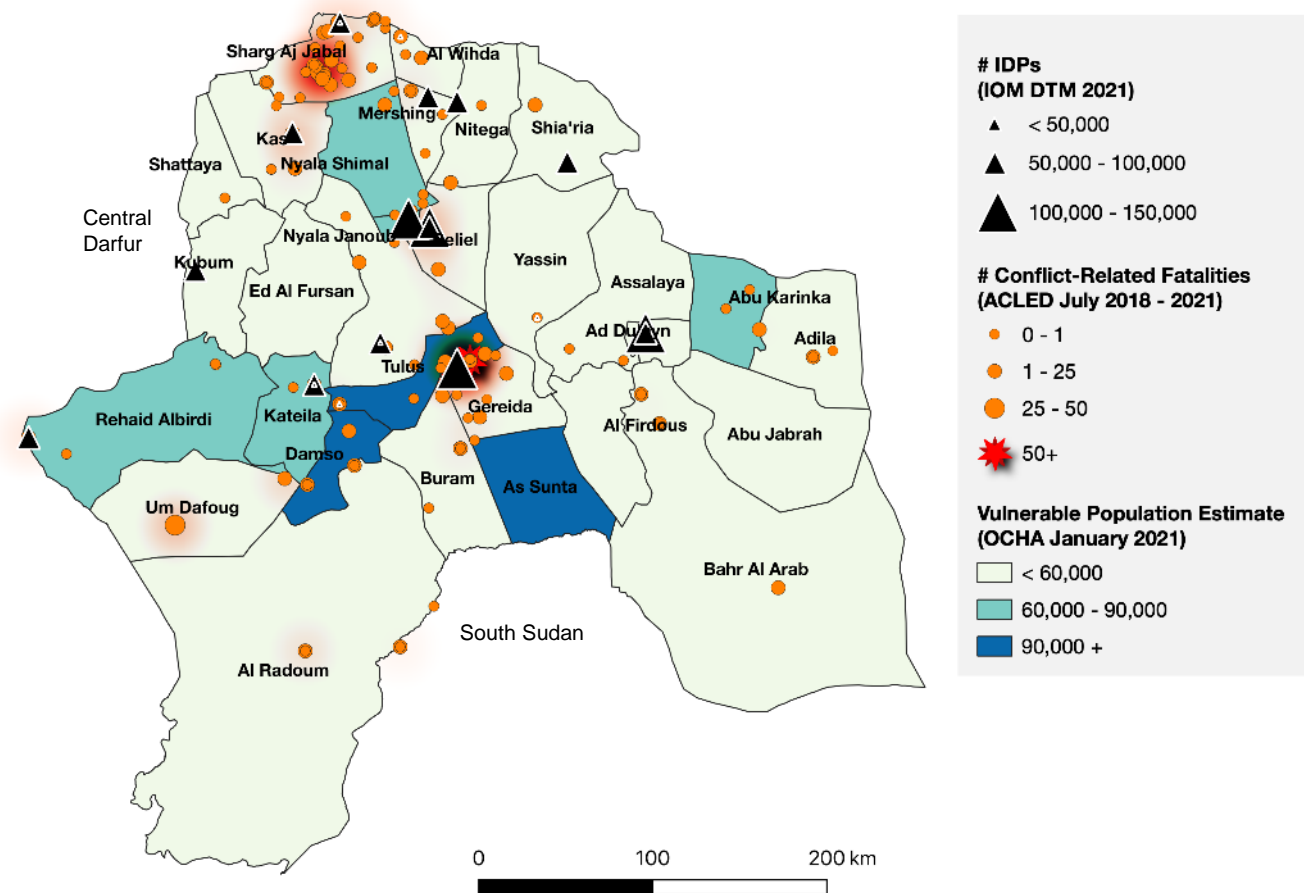 Sharg Aj Jabal
Al Wihda
Mershing
Nitega
Shia'ria
Kas
Nyala Shimal
Shattaya
Central
Darfur
Nyala Janoub
Beliel
Kubum
Ed Al Fursan
Yassin
Assalaya
Abu Karinka
Ad Du'ayn
Adila
Tulus
Rehaid Albirdi
Kateila
Gereida
Al Firdous
Abu Jabrah
Damso
Buram
As Sunta
Um Dafoug
Bahr Al Arab
South Sudan
Al Radoum
0 100 200 km
# IDPs
(IOM DTM 2021)
< 50,000
50,000 - 100,000
100,000 - 150,000
# Conflict-Related Fatalities
(ACLED July 2018 - 2021)
0 - 1
1 - 25
25 - 50
50+
Vulnerable Population Estimate
(OCHA January 2021)
< 60,000
60,000 - 90,000
90,000 +